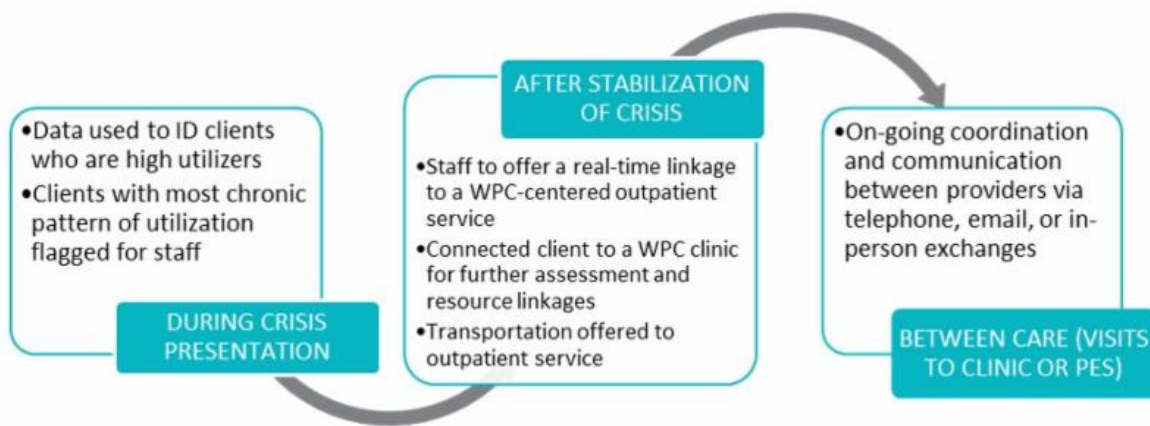 •Data used to ID clients
who are high utilizers
•Clients with most chronic
pattern of utilization
flagged for staff
DURING CRISIS
PRESENTATION
AFTER STABILIZATION
OF CRISIS
•Staff to offer a real-time linkage
to a WPC-centered outpatient
service
•Connected client to a WPC clinic
for further assessment and
resource linkages
•Transportation offered to
outpatient service
•On-going coordination
and communication
between providers via
telephone, email, or in-
person exchanges
BETWEEN CARE (VISITS
TO CLINIC OR PES)